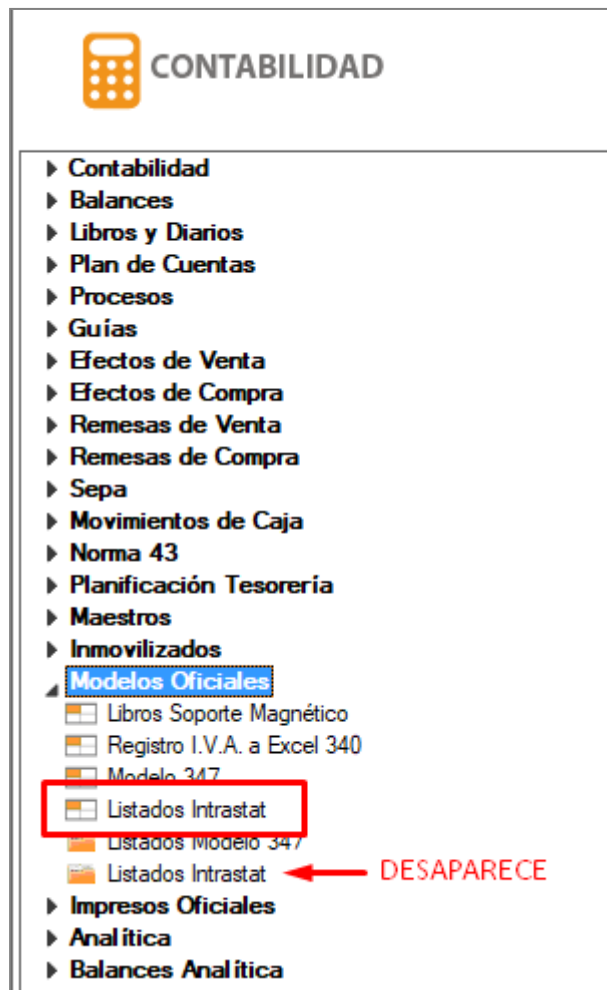 CONTABILIDAD
Contabilidad
Balances
Libros y Diarios
Plan de Cuentas
Procesos
Guías
Efectos de Venta
Efectos de Compra
Remesas de Venta
Remesas de Compra
Sepa
Movimientos de Caja
Norma 43
Planificación Tesorería
Maestros
Inmovilizados
Modelos Oficiales
Libros Soporte Magnético
Registro I.V.A. a Excel 340
Modelo 347
Listados Intrastat
Listados Modelo 347
Listados Intrastat DESAPARECE
Impresos Oficiales
Analítica
Balances Analítica